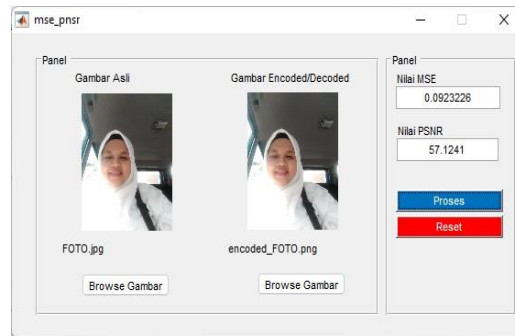 mse_pnsr
Panel
Gambar Asli
Gambar Encoded/Decoded
FOTO.jpg
encoded_FOTO.png
Browse Gambar
Browse Gambar
Panel
Nilai MSE
0.0923226
Nilai PSNR
57.1241
Proses
Reset